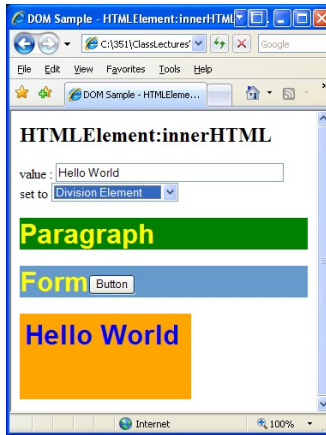 DOM Sample - HTMLElement:innerHTML
C:\351\ClassLectures'
Google
File Edit View Favorites Tools Help
DOM Sample - HTMLEleme...
HTMLElement:innerHTML
value : Hello World
set to Division Element
Paragraph
Form Button
Hello World
Internet 100%